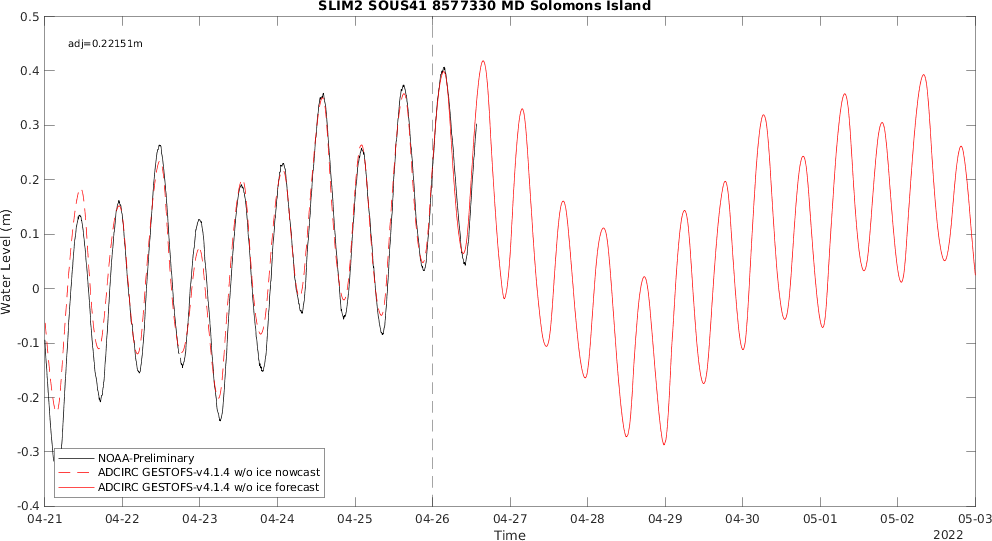 SLIM2 SOUS41 8577330 MD Solomons Island
adj=0.22151m
0.5
0.4
0.3
0.2
0.1
0
-0.1
-0.2
-0.3
-0.4
Water Level (m)
NOAA-Preliminary
ADCIRC GESTOFS-v4.1.4 w/o ice nowcast
ADCIRC GESTOFS-v4.1.4 w/o ice forecast
04-21 04-22 04-23 04-24 04-25 04-26 04-27 04-28 04-29 04-30 05-01 05-02 05-03
Time
2022